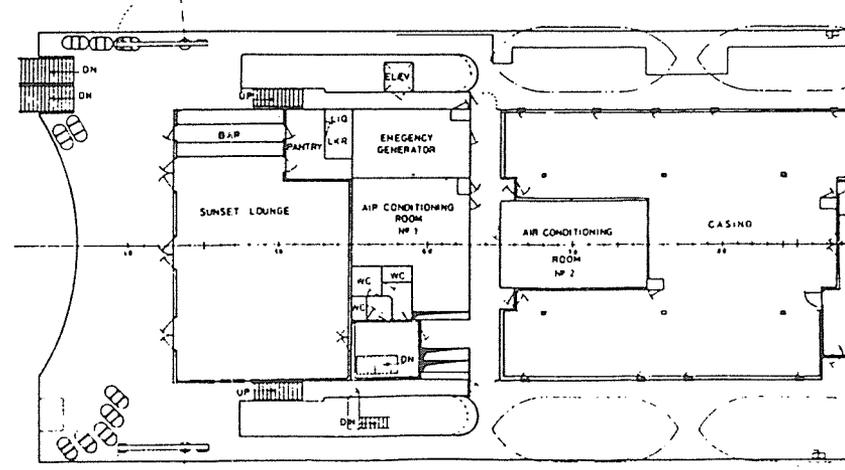 DN
DN
ELEV
UP
BAR
LIQ
LKR
PANTRY
EMEGENCY
GENERATOR
SUNSET LOUNGE
AIR CONDITIONING
ROOM
Nº 1
AIR CONDITIONING
ROOM
Nº 2
CASINO
WC
WC
WC
DN
UP
DN